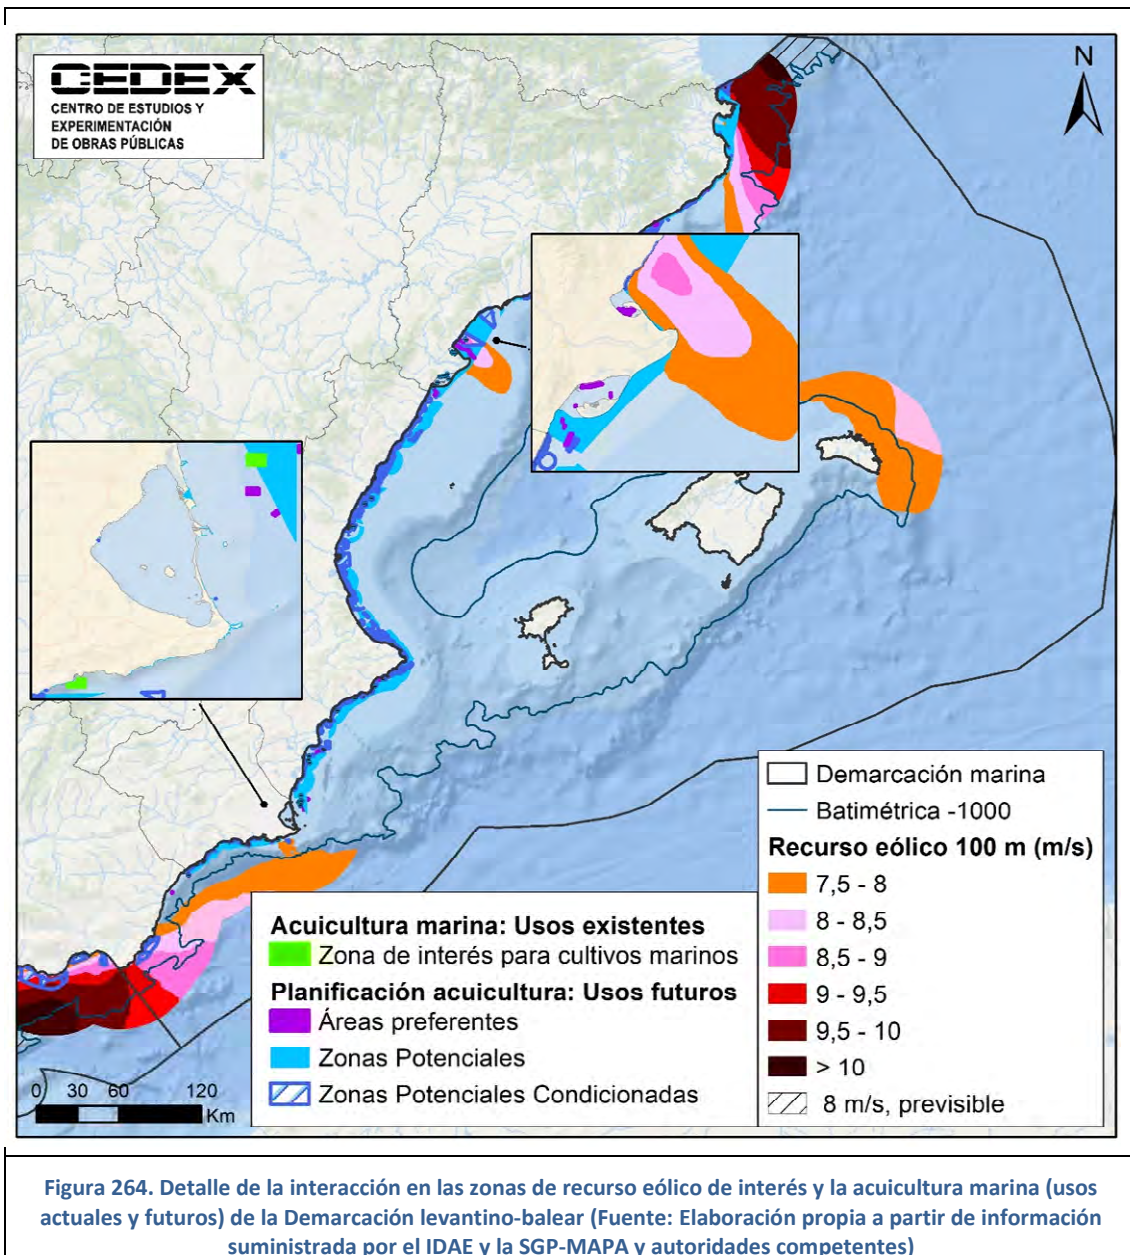 CEDEX
CENTRO DE ESTUDIOS Y
EXPERIMENTACIÓN
DE OBRAS PÚBLICAS
N
Demarcación marina
Batimétrica -1000
Recurso eólico 100 m (m/s)
7,5 - 8
8 - 8,5
8,5 - 9
9 - 9,5
9,5 - 10
> 10
8 m/s, previsible
Acuicultura marina: Usos existentes
Zona de interés para cultivos marinos
Planificación acuicultura: Usos futuros
Áreas preferentes
Zonas Potenciales
Zonas Potenciales Condicionadas
0 30 60 120
Km
Figura 264. Detalle de la interacción en las zonas de recurso eólico de interés y la acuicultura marina (usos
actuales y futuros) de la Demarcación levantino-balear (Fuente: Elaboración propia a partir de información
suministrada por el IDAE y la SGP-MAPA y autoridades competentes)